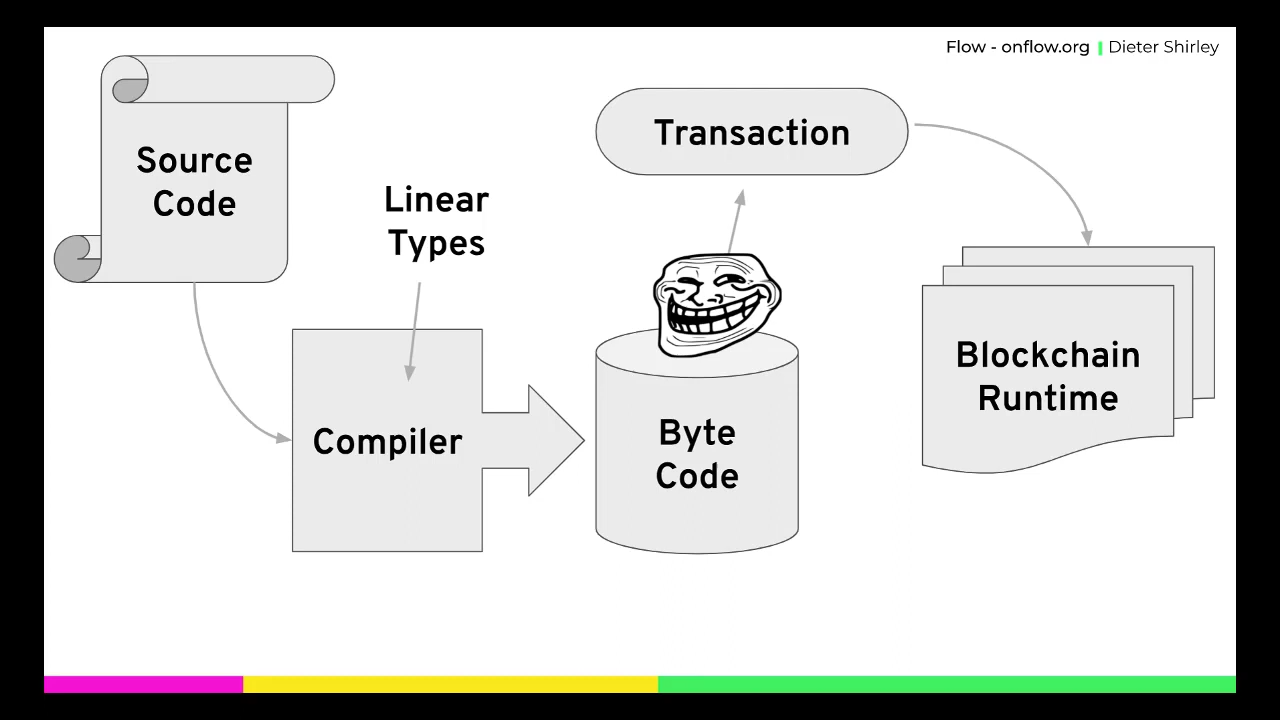 Flow - onflow.org | Dieter Shirley
Source
Code
Linear
Types
Compiler
Byte
Code
Transaction
Blockchain
Runtime